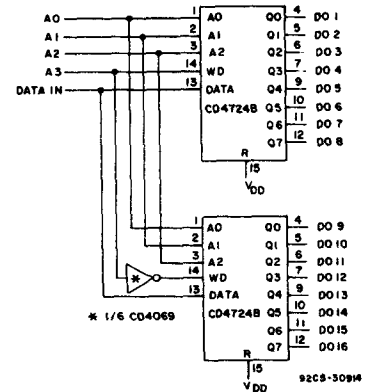 A0 1 A0 Q0 4 DO 1
A1 2 A1 Q1 5 DO 2
A2 3 A2 Q2 6 DO 3
A3 14 WD Q3 7 DO 4
DATA IN 13 DATA Q4 9 DO 5
CD4724B Q5 10 DO 6
Q6 11 DO 7
Q7 12 DO 8
R
15
VDD
1 A0 Q0 4 DO 9
2 A1 Q1 5 DO 10
3 A2 Q2 6 DO 11
* 14 WD Q3 7 DO 12
13 DATA Q4 9 DO 13
* 1/6 CD4069 CD4724B Q5 10 DO 14
Q6 11 DO 15
Q7 12 DO 16
R
15
VDD
92CS-30914